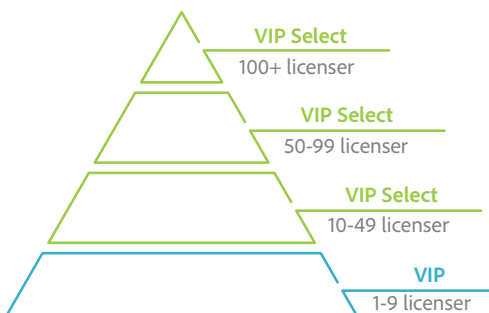 VIP Select
100+ licenser
VIP Select
50-99 licenser
VIP Select
10-49 licenser
VIP
1-9 licenser